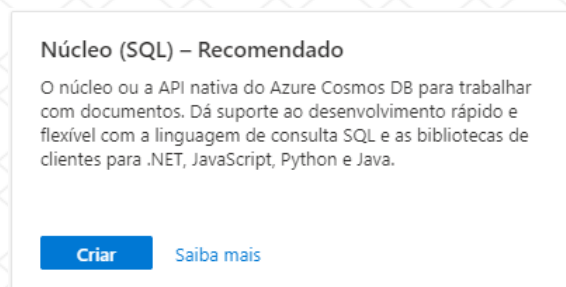 Núcleo (SQL) – Recomendado
O núcleo ou a API nativa do Azure Cosmos DB para trabalhar
com documentos. Dá suporte ao desenvolvimento rápido e
flexível com a linguagem de consulta SQL e as bibliotecas de
clientes para .NET, JavaScript, Python e Java.
Criar Saiba mais